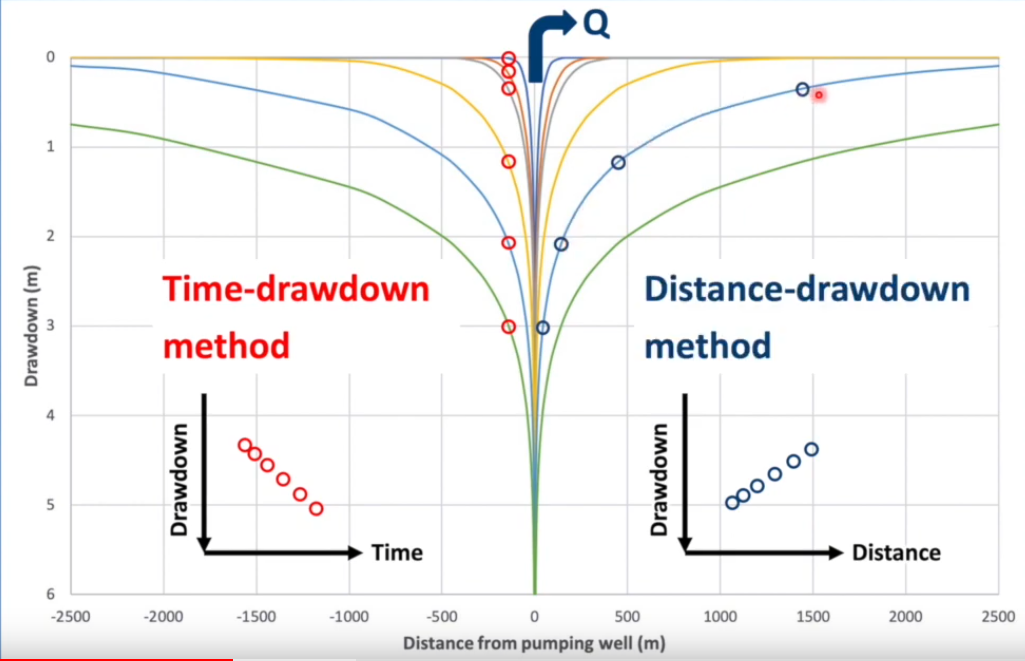 Q
0
1
2
3
4
5
6
Drawdown (m)
Time-drawdown
method
Distance-drawdown
method
Drawdown
Time
Drawdown
Distance
-2500
-2000
-1500
-1000
-500
0
500
1000
1500
2000
2500
Distance from pumping well (m)